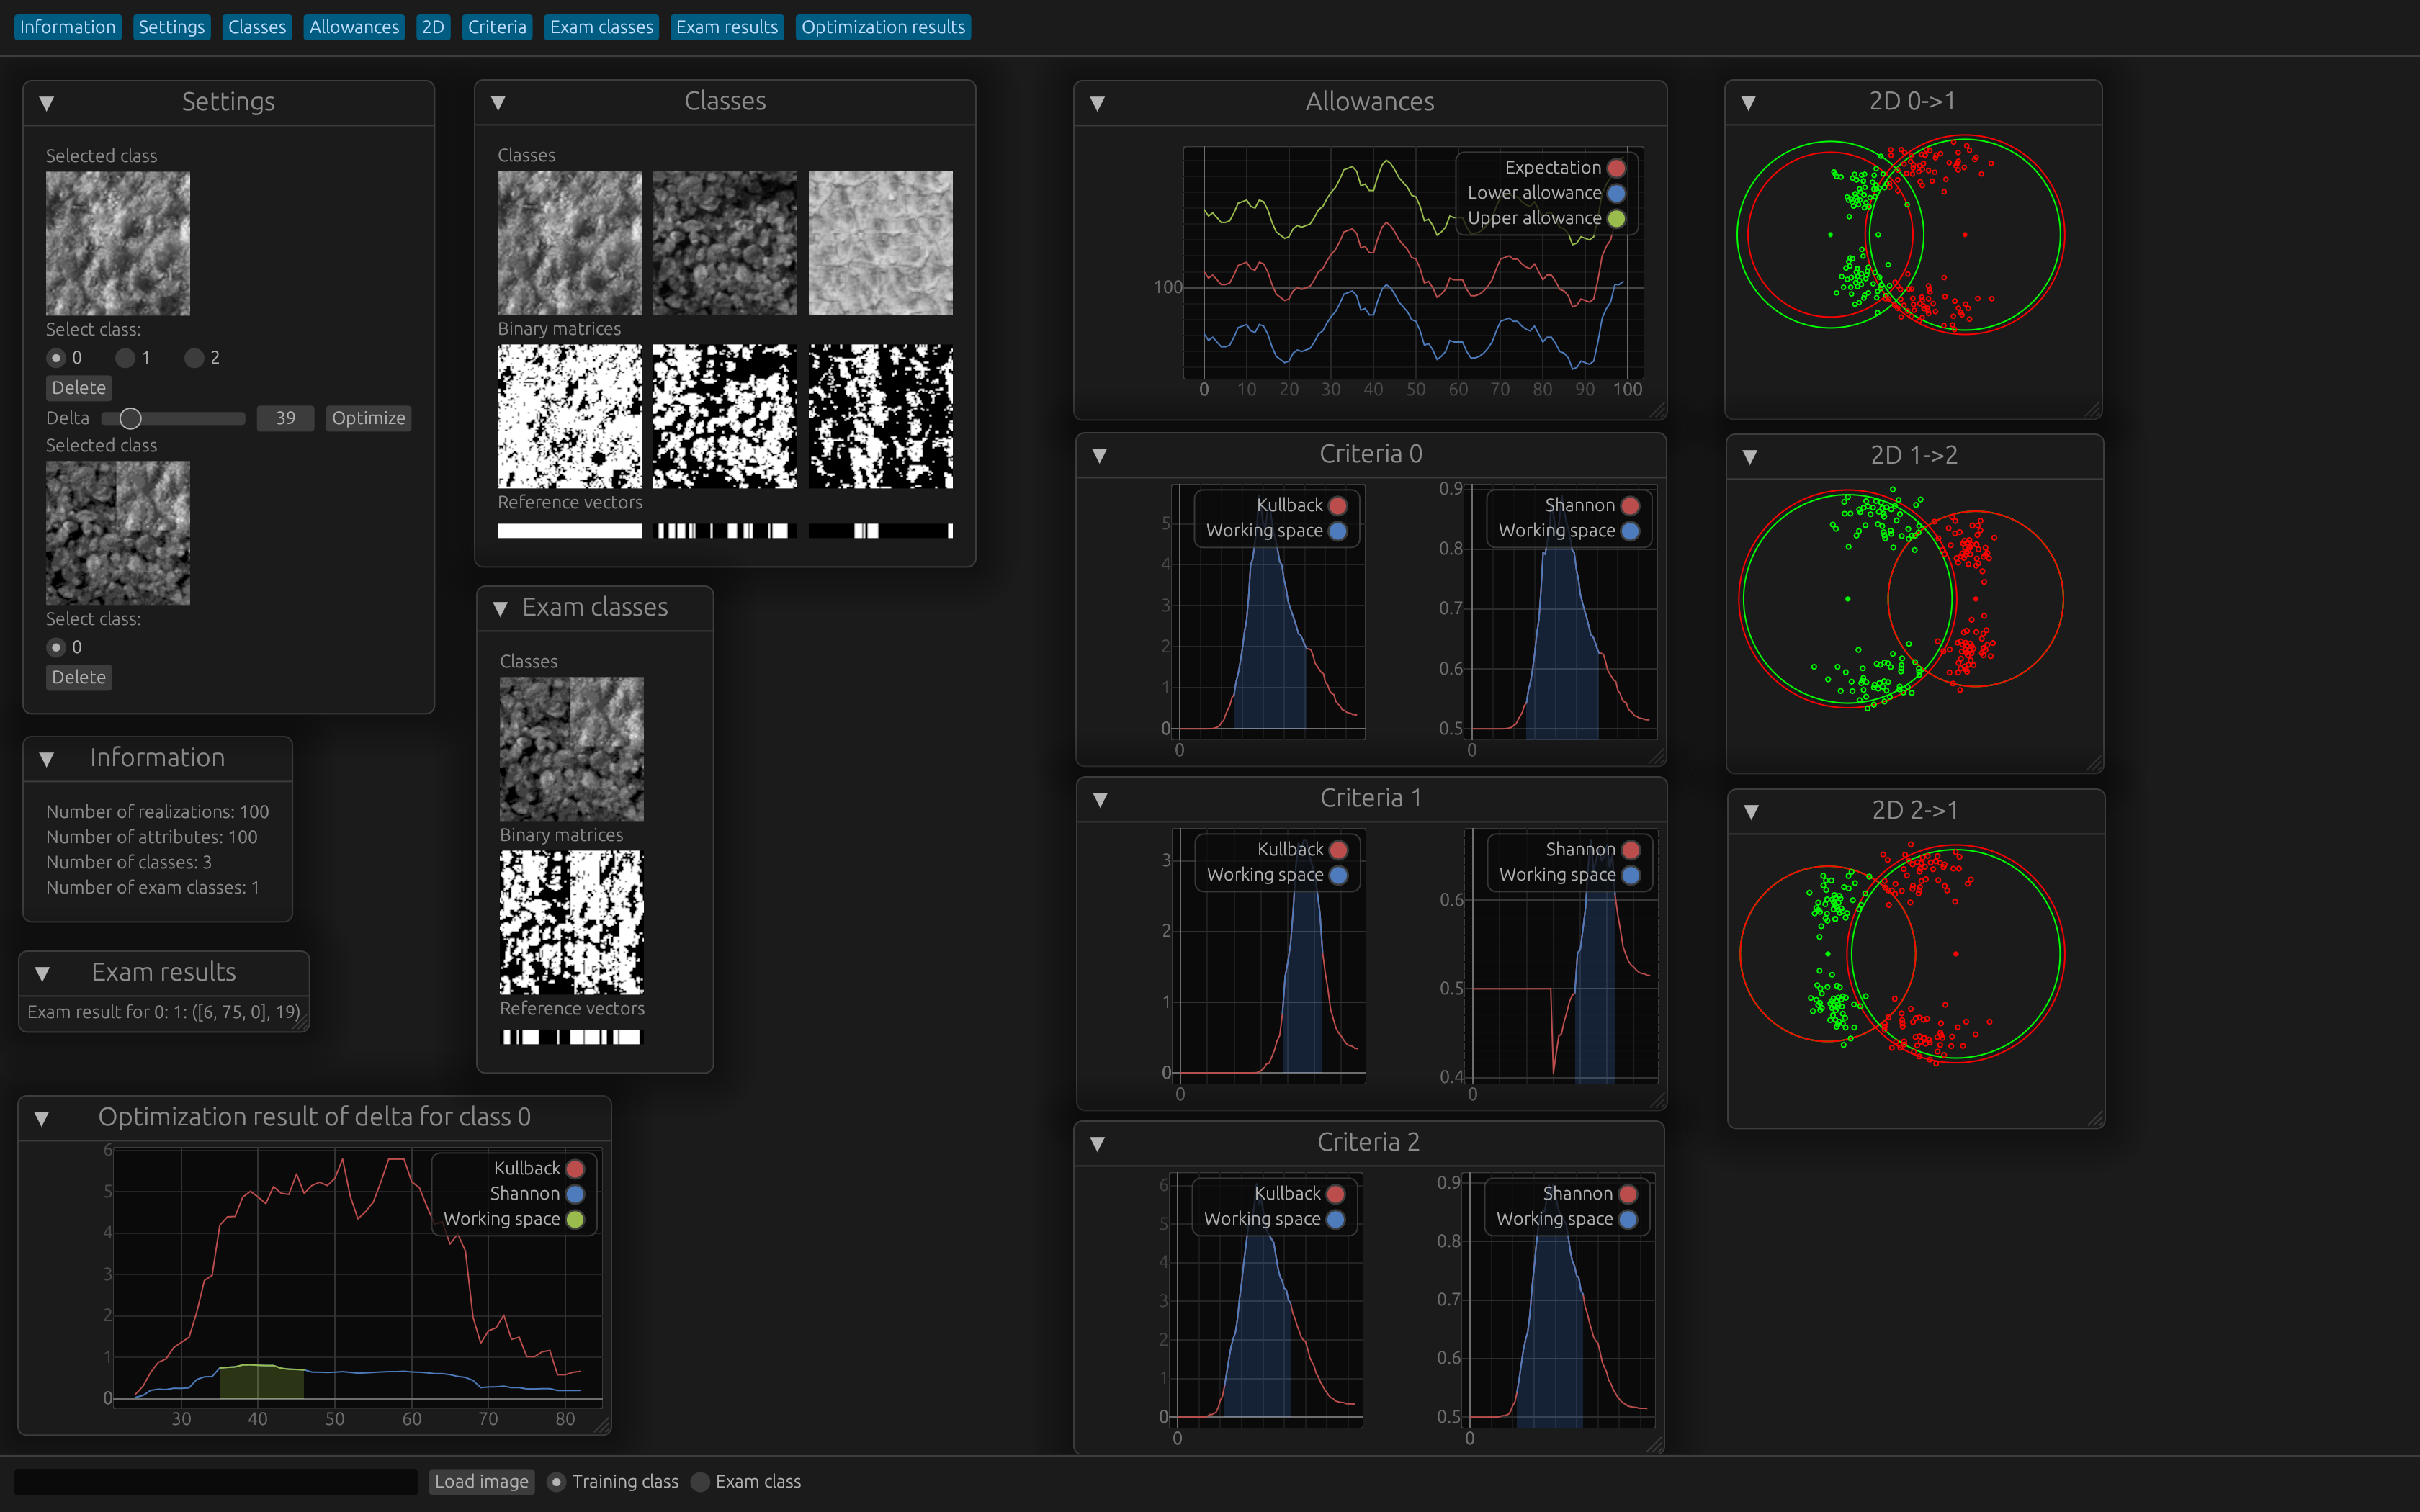 Information Settings Classes Allowances 2D Criteria Exam classes Exam results Optimization results
Settings
Selected class
Select class:
0 1 2
Delete
Delta 39 Optimize
Selected class
Select class:
0
Delete
Information
Number of realizations: 100
Number of attributes: 100
Number of classes: 3
Number of exam classes: 1
Exam results
Exam result for 0: 1: ([6, 75, 0], 19)
Optimization result of delta for class 0
Kullback
Shannon
Working space
6
5
4
3
2
1
0
30 40 50 60 70 80
Classes
Classes
Binary matrices
Reference vectors
Exam classes
Classes
Binary matrices
Reference vectors
Allowances
Expectation
Lower allowance
Upper allowance
100
0 10 20 30 40 50 60 70 80 90 100
Criteria 0
Kullback
Working space
5
4
3
2
1
0
0
Shannon
Working space
0.9
0.8
0.7
0.6
0.5
0
Criteria 1
Kullback
Working space
3
2
1
0
0
Shannon
Working space
0.6
0.5
0.4
0
Criteria 2
Kullback
Working space
6
5
4
3
2
1
0
0
Shannon
Working space
0.9
0.8
0.7
0.6
0.5
0
2D 0->1
2D 1->2
2D 2->1
Load image Training class Exam class